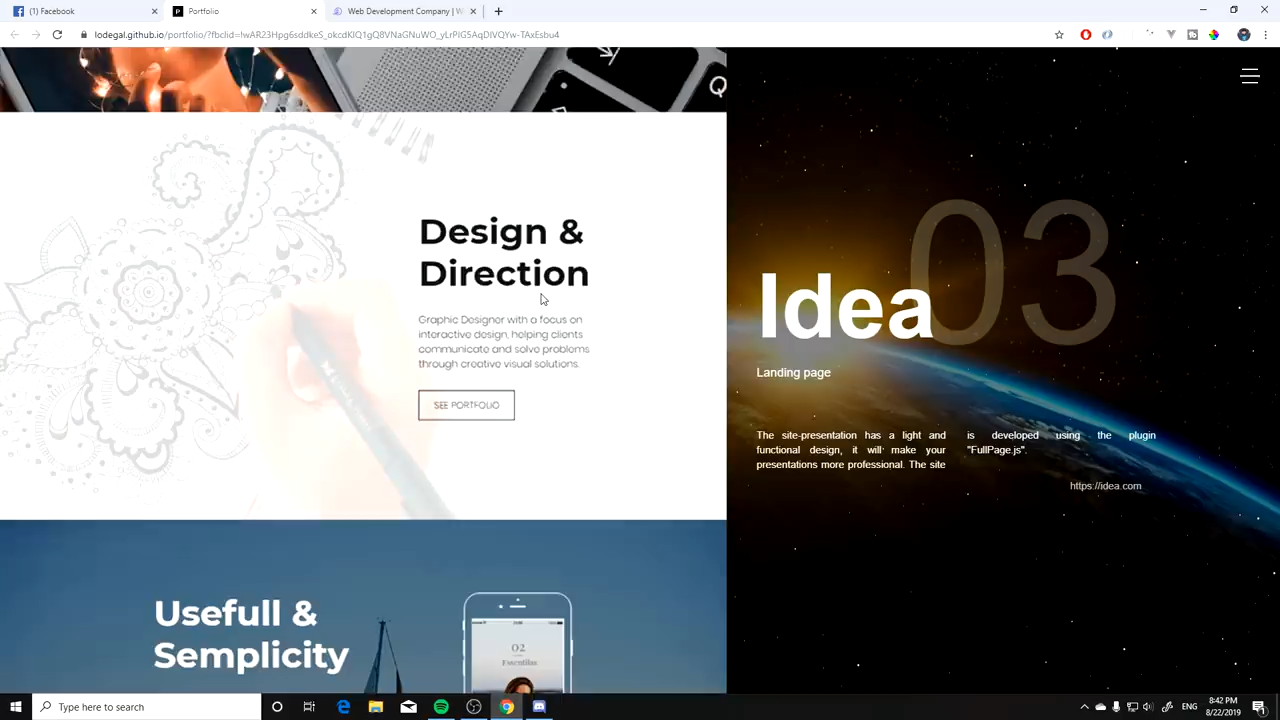 (1) Facebook
Portfolio
Web Development Company | W
lodegal.github.io/portfolio/?fbclid=IwAR23Hpg6sddkeS_okcdKIQ1gQ8VNaGNuWO_yLrPIG5AqDIVQYw-TAxEsbu4
Q
Design &
Direction
Graphic Designer with a focus on
interactive design, helping clients
communicate and solve problems
through creative visual solutions.
SEE PORTFOLIO
Usefull &
Semplicity
02
Essentilas
03
Idea
Landing page
The site-presentation has a light and
functional design, it will make your
presentations more professional. The site
is developed using the plugin
"FullPage.js".
https://idea.com
Type here to search
ENG
8:42 PM
8/22/2019